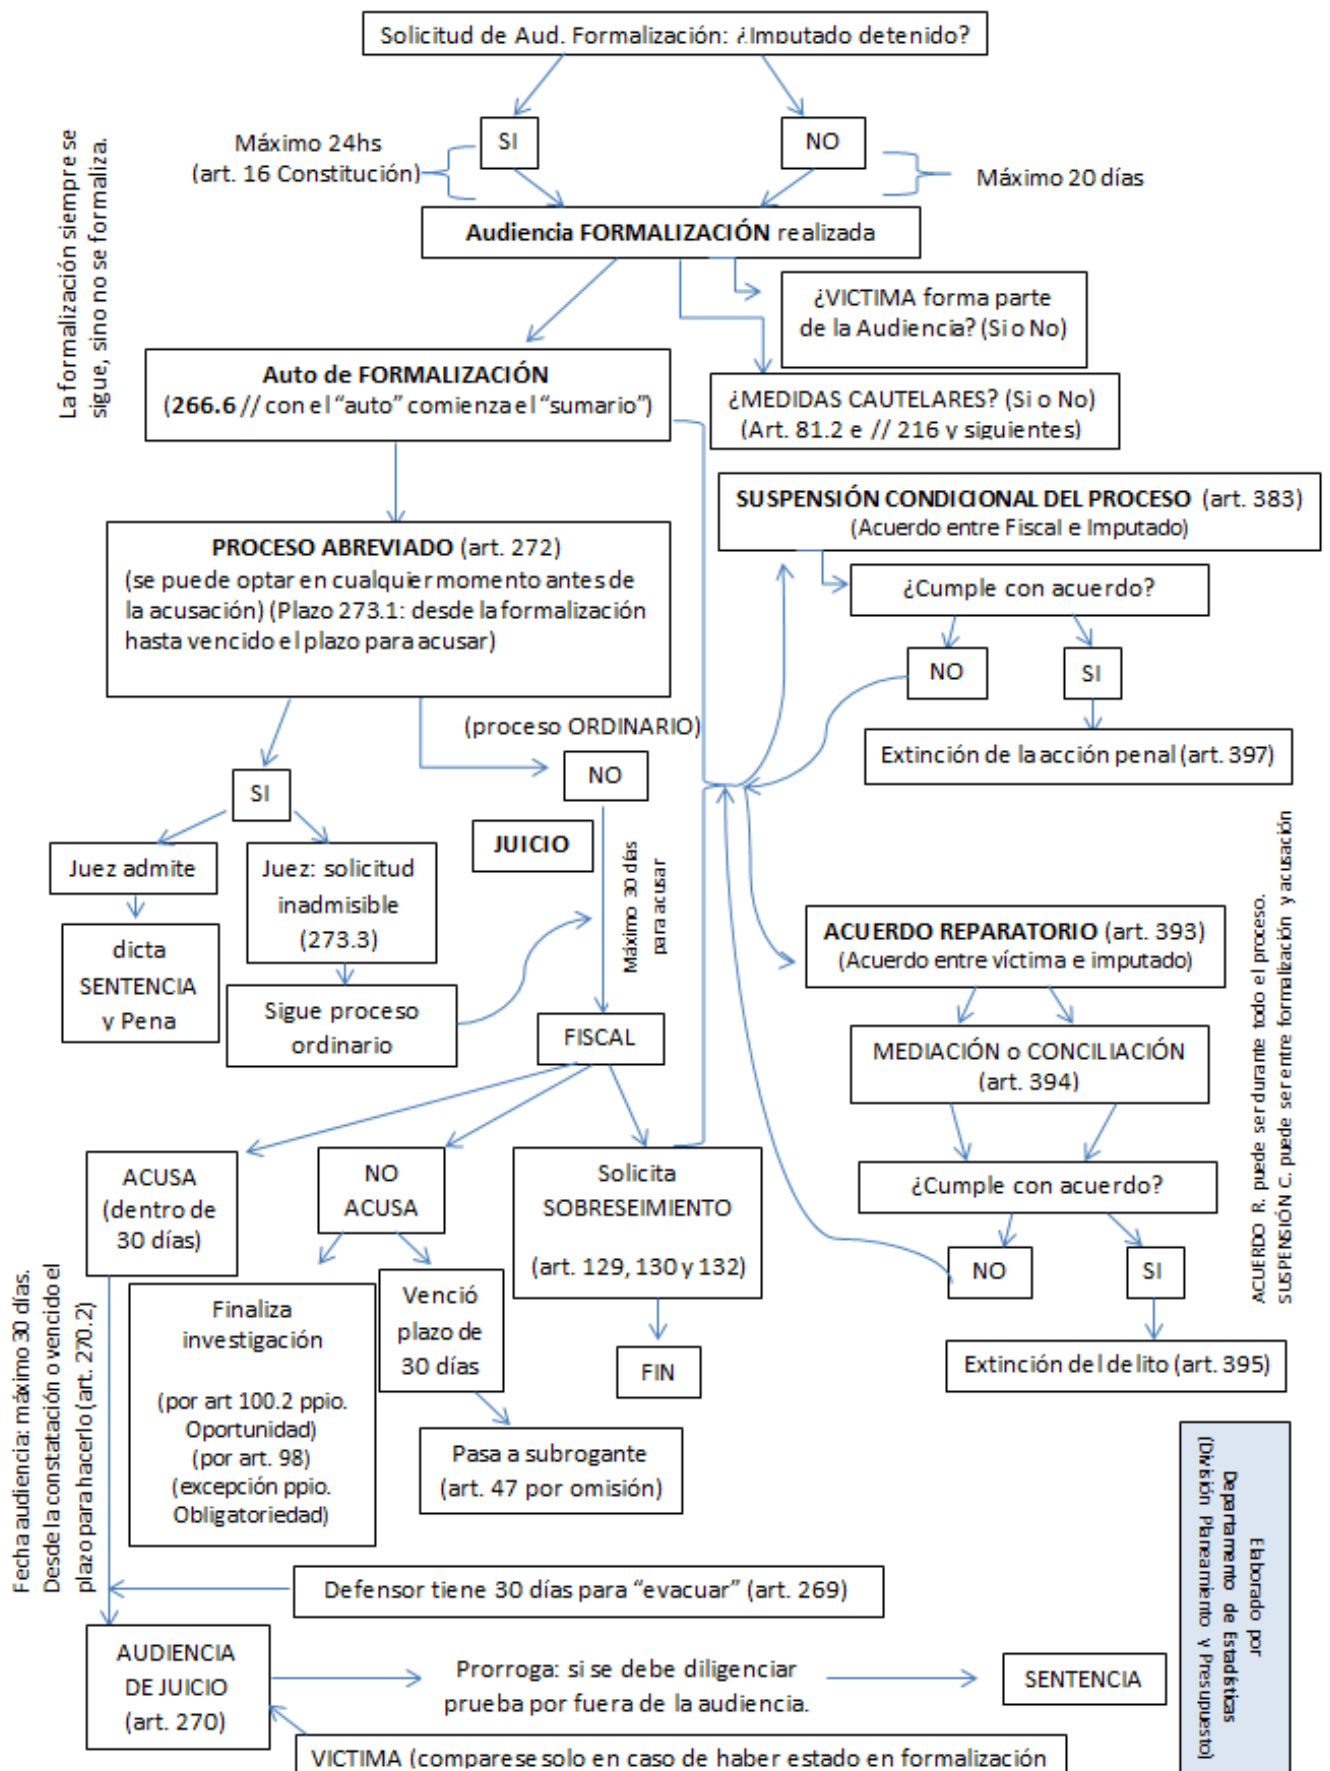 Solicitud de Aud. Formalización: ¿Imputado detenido?
SI
NO
Máximo 24hs
(art. 16 Constitución)
Máximo 20 días
La formalización siempre se
sigue, sino no se formaliza.
Audiencia FORMALIZACIÓN realizada
¿VICTIMA forma parte
de la Audiencia? (Si o No)
Auto de FORMALIZACIÓN
(266.6 // con el “auto” comienza el “sumario”)
¿MEDIDAS CAUTELARES? (Si o No)
(Art. 81.2 e // 216 y siguientes)
SUSPENSIÓN CONDICIONAL DEL PROCESO (art. 383)
(Acuerdo entre Fiscal e Imputado)
PROCESO ABREVIADO (art. 272)
(se puede optar en cualquier momento antes de
la acusación) (Plazo 273.1: desde la formalización
hasta vencido el plazo para acusar)
¿Cumple con acuerdo?
NO
SI
(proceso ORDINARIO)
Extinción de la acción penal (art. 397)
SI
NO
JUICIO
Máximo 30 días
para acusar
Juez admite
Juez: solicitud
inadmisible
(273.3)
dicta
SENTENCIA
y Pena
Sigue proceso
ordinario
FISCAL
ACUERDO REPARATORIO (art. 393)
(Acuerdo entre víctima e imputado)
MEDIACIÓN o CONCILIACIÓN
(art. 394)
ACUERDO R. puede ser durante todo el proceso.
SUSPENSIÓN C. puede ser entre formalización y acusación
ACUSA
(dentro de
30 días)
NO
ACUSA
Solicita
SOBRESEIMIENTO
(art. 129, 130 y 132)
¿Cumple con acuerdo?
NO
SI
Finaliza
investigación
(por art 100.2 ppio.
Oportunidad)
(por art. 98)
(excepción ppio.
Obligatoriedad)
Venció
plazo de
30 días
FIN
Extinción del delito (art. 395)
Pasa a subrogante
(art. 47 por omisión)
Fecha audiencia: máximo 30 días.
Desde la constatación o vencido el
plazo para hacerlo (art. 270.2)
Elaborado por
Departamento de Estadísticas
(División Planeamiento y Presupuesto)
Defensor tiene 30 días para “evacuar” (art. 269)
AUDIENCIA
DE JUICIO
(art. 270)
Prorroga: si se debe diligenciar
prueba por fuera de la audiencia.
SENTENCIA
VICTIMA (comparese solo en caso de haber estado en formalización